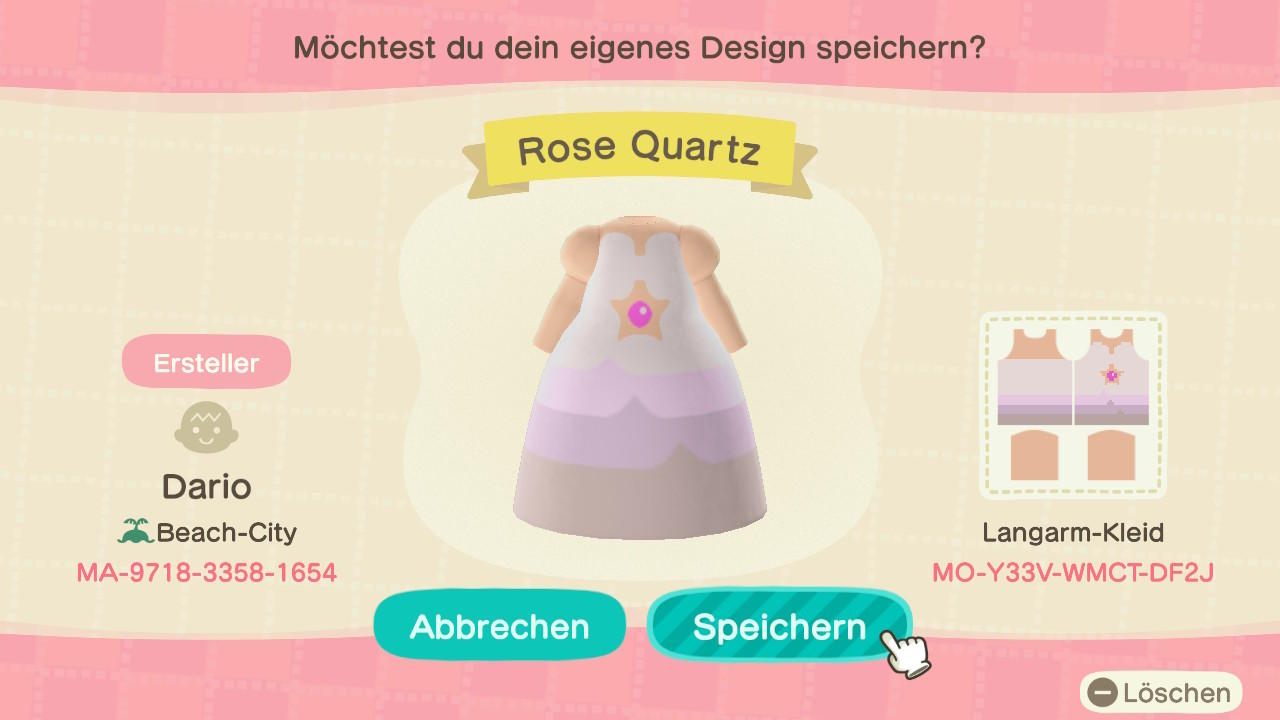 Möchtest du dein eigenes Design speichern?
Rose Quartz
Ersteller
Dario
Beach-City
MA-9718-3358-1654
Langarm-Kleid
MO-Y33V-WMCT-DF2J
Abbrechen
Speichern
Löschen